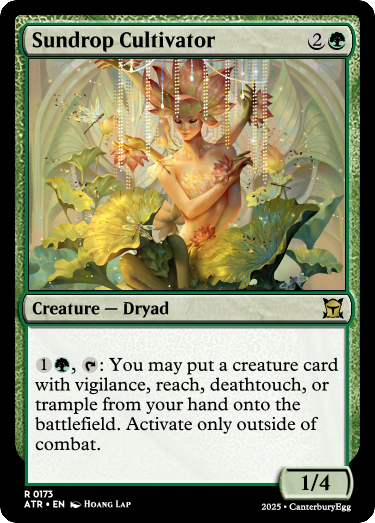 Sundrop Cultivator 2
Creature — Dryad
1 , : You may put a creature card
with vigilance, reach, deathtouch, or
trample from your hand onto the
battlefield. Activate only outside of
combat.
1/4
R 0173
ATR • EN Hoang Lap
2025 • CanterburyEgg